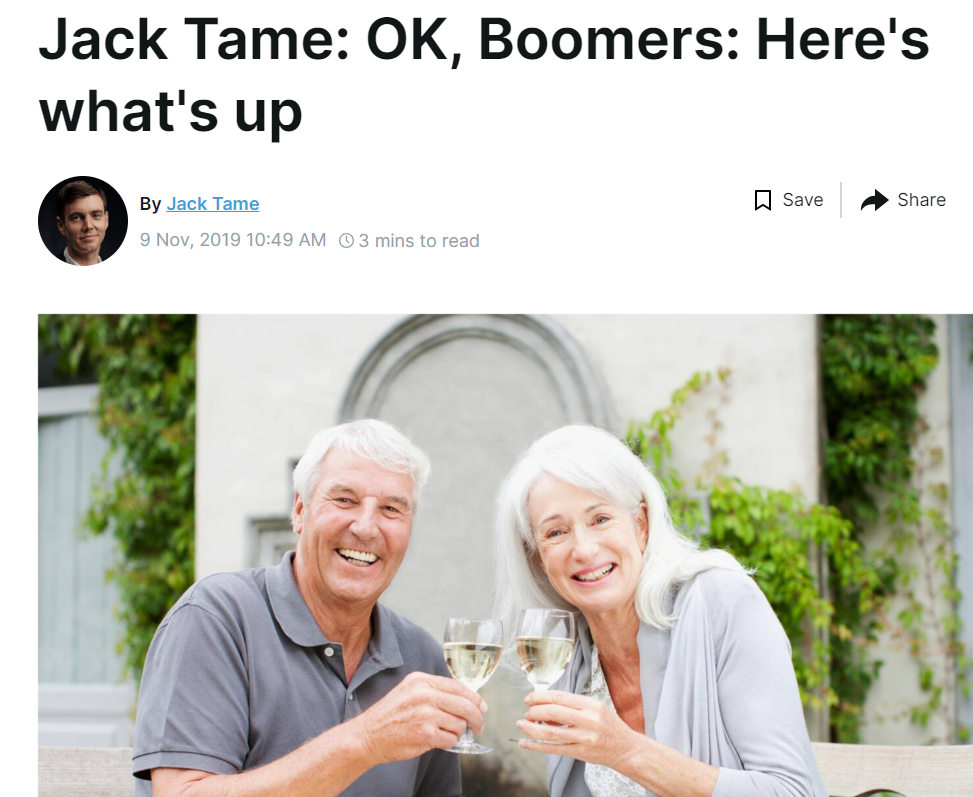 Jack Tame: OK, Boomers: Here's
what's up
By Jack Tame
Save
Share
9 Nov, 2019 10:49 AM 3 mins to read